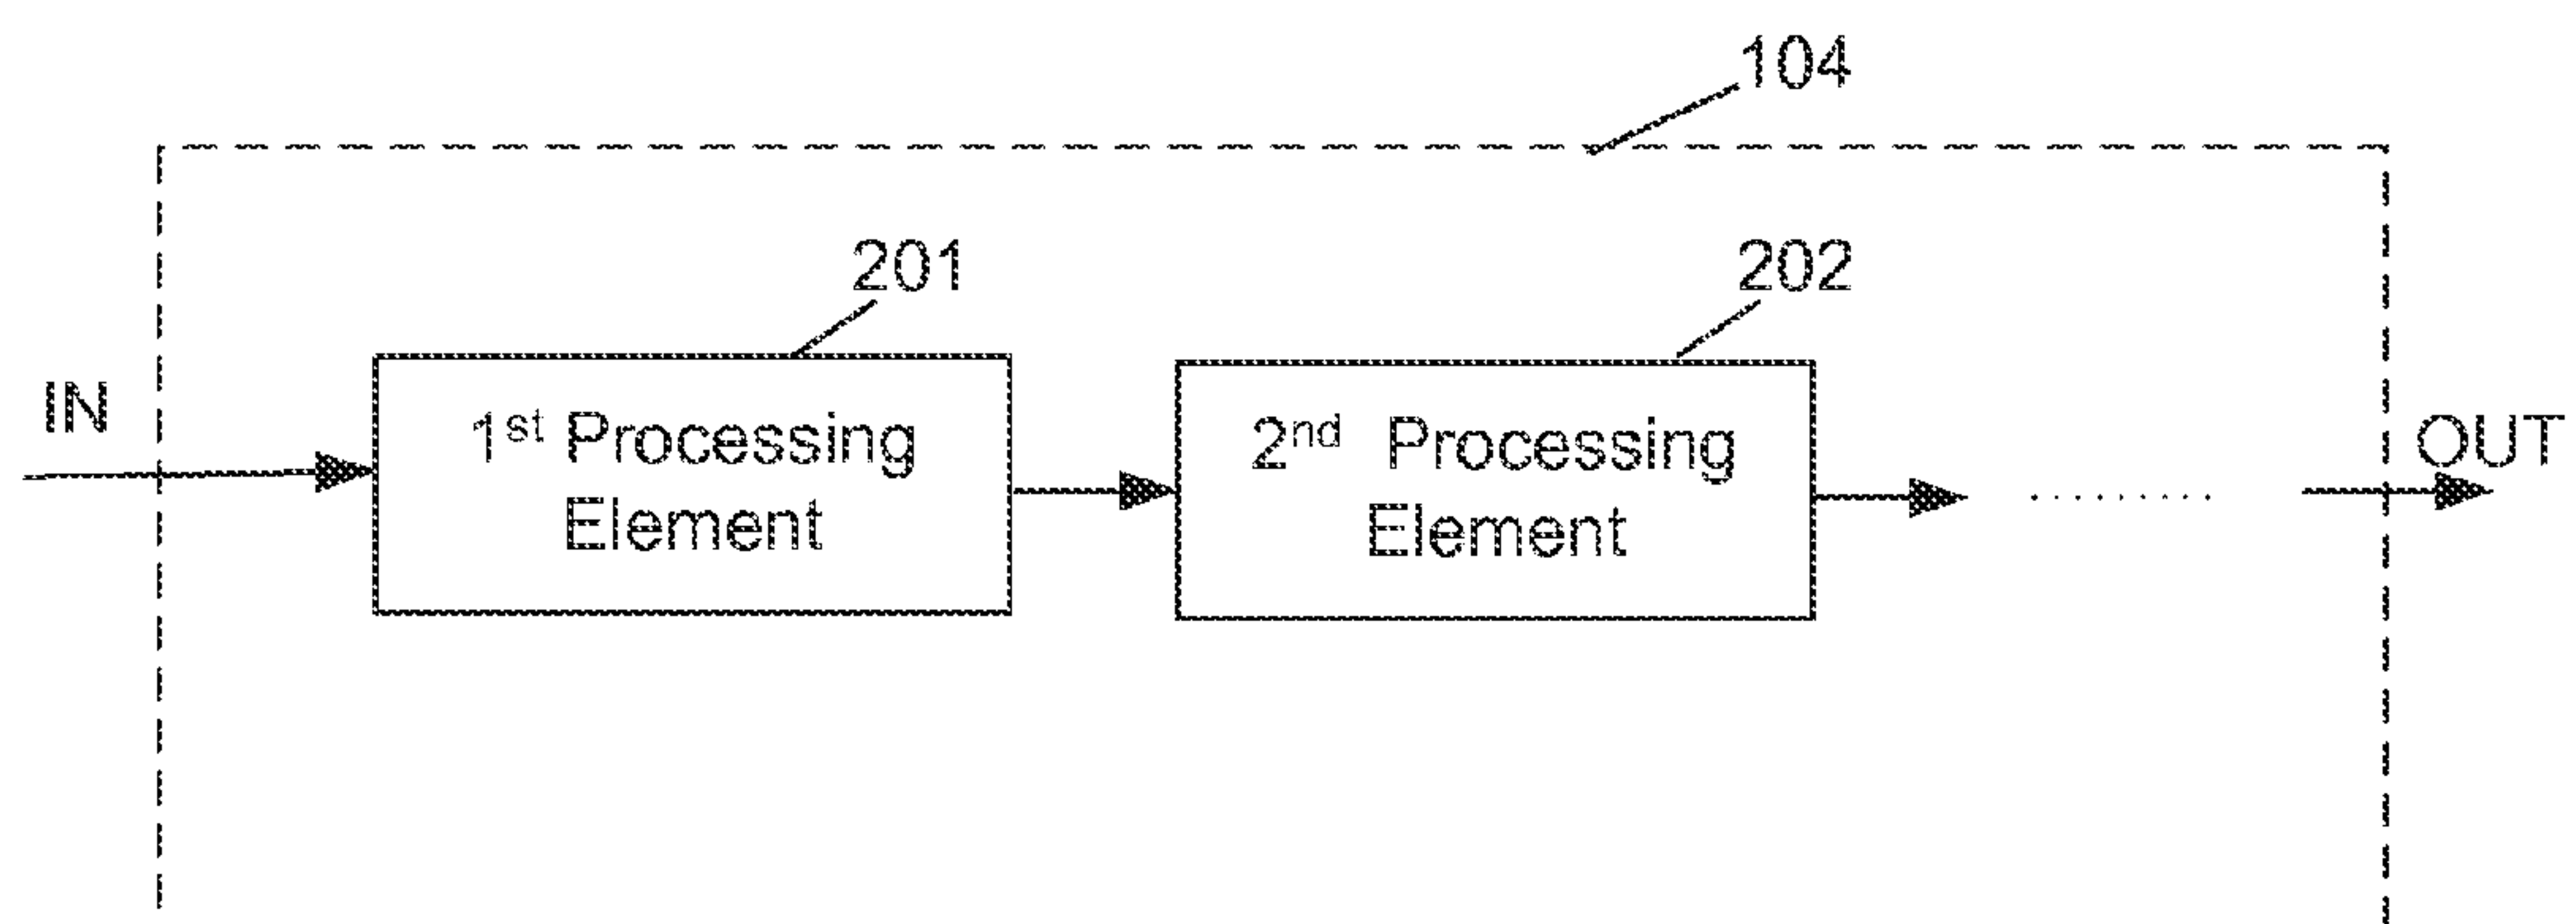 104
201
202
IN
1st Processing
Element
2nd Processing
Element
OUT